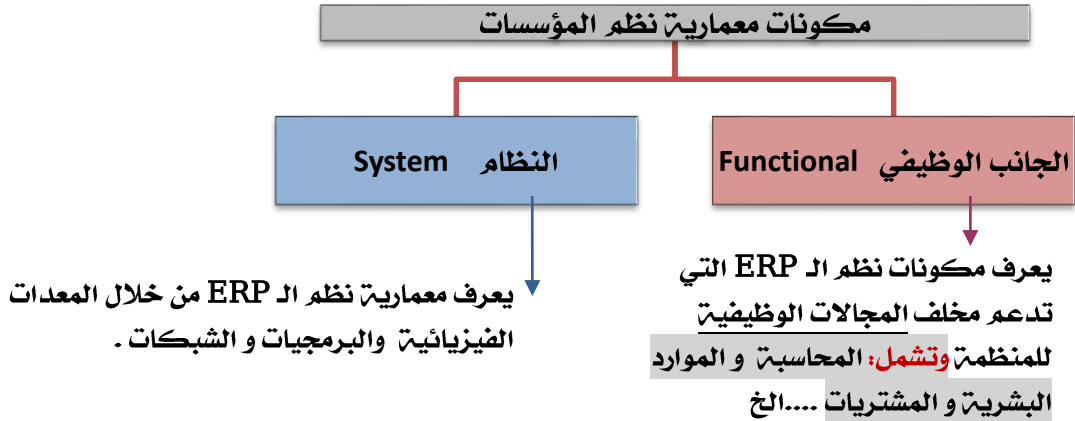 مكونات معمارية نظم المؤسسات
الجانب الوظيفي Functional
النظام System
يعرف مكونات نظم الـ ERP التي
تدعم مخلف المجالات الوظيفية
للمنظمة وتشمل: المحاسبة و الموارد
البشرية و المشتريات ....الخ
يعرف معمارية نظم الـ ERP من خلال المعدات
الفيزيائية والبرمجيات و الشبكات .